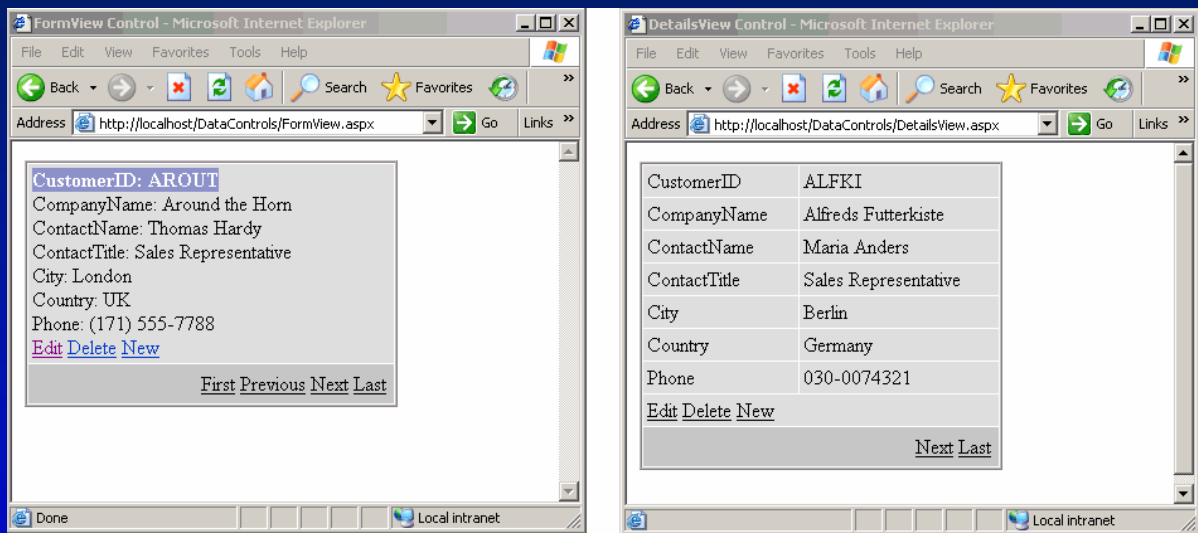 FormView Control - Microsoft Internet Explorer
File Edit View Favorites Tools Help
Back Search Favorites »
Address http://localhost/DataControls/FormView.aspx Go Links »
CustomerID: AROUT
CompanyName: Around the Horn
ContactName: Thomas Hardy
ContactTitle: Sales Representative
City: London
Country: UK
Phone: (171) 555-7788
Edit Delete New
First Previous Next Last
Done Local intranet
DetailsView Control - Microsoft Internet Explorer
File Edit View Favorites Tools Help
Back Search Favorites »
Address http://localhost/DataControls/DetailsView.aspx Go Links »
CustomerID ALFKI
CompanyName Alfreds Futterkiste
ContactName Maria Anders
ContactTitle Sales Representative
City Berlin
Country Germany
Phone 030-0074321
Edit Delete New
Next Last
Local intranet